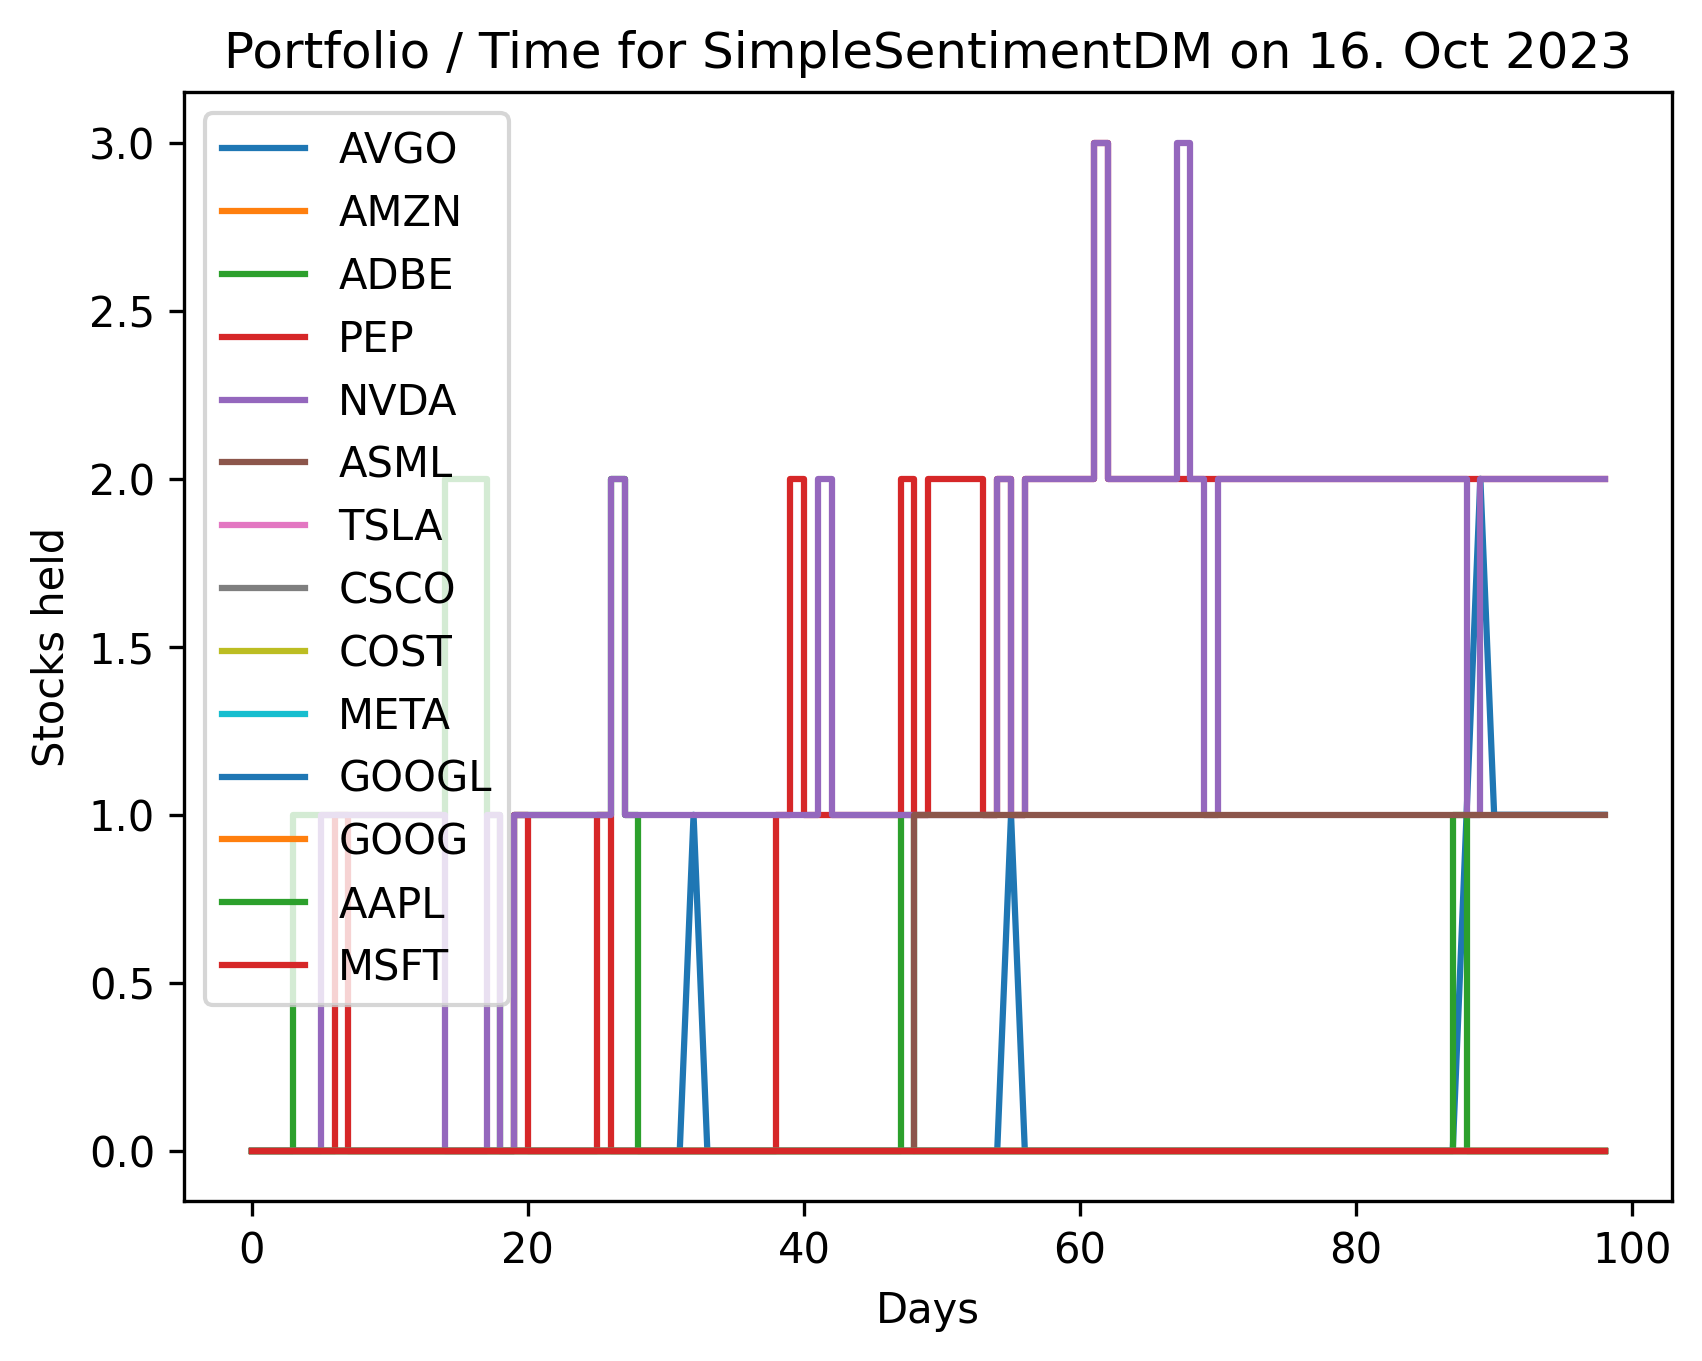 Portfolio / Time for SimpleSentimentDM on 16. Oct 2023
3.0
2.5
2.0
1.5
1.0
0.5
0.0
Stocks held
AVGO
AMZN
ADBE
PEP
NVDA
ASML
TSLA
CSCO
COST
META
GOOGL
GOOG
AAPL
MSFT
0 20 40 60 80 100
Days